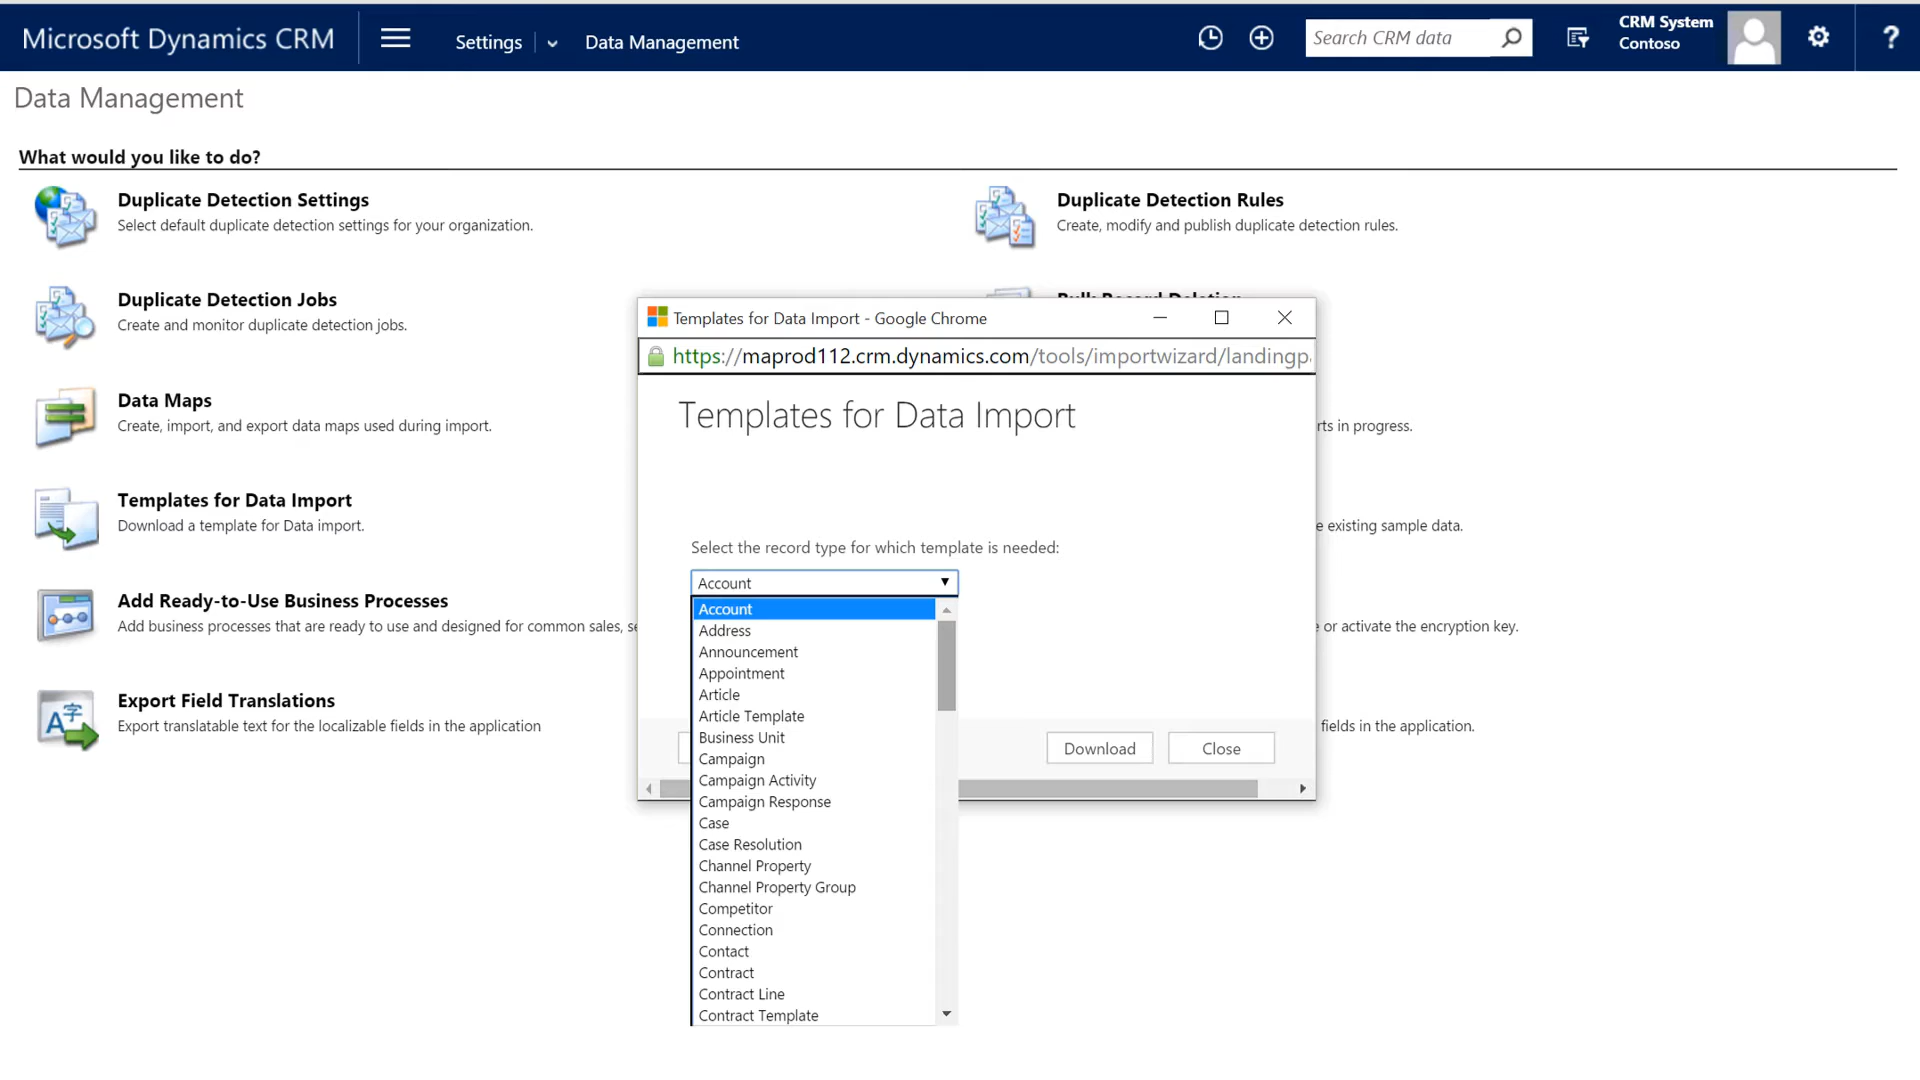 Microsoft Dynamics CRM
Settings
Data Management
Search CRM data
CRM System
Contoso
?
Data Management
What would you like to do?
Duplicate Detection Settings
Select default duplicate detection settings for your organization.
Duplicate Detection Rules
Create, modify and publish duplicate detection rules.
Duplicate Detection Jobs
Create and monitor duplicate detection jobs.
Data Maps
Create, import, and export data maps used during import.
rts in progress.
Templates for Data Import
Download a template for Data import.
e existing sample data.
Add Ready-to-Use Business Processes
Add business processes that are ready to use and designed for common sales, se
e or activate the encryption key.
Export Field Translations
Export translatable text for the localizable fields in the application
fields in the application.
Templates for Data Import - Google Chrome
https://maprod112.crm.dynamics.com/tools/importwizard/landingp
Templates for Data Import
Select the record type for which template is needed:
Account
Account
Address
Announcement
Appointment
Article
Article Template
Business Unit
Campaign
Campaign Activity
Campaign Response
Case
Case Resolution
Channel Property
Channel Property Group
Competitor
Connection
Contact
Contract
Contract Line
Contract Template
Download
Close